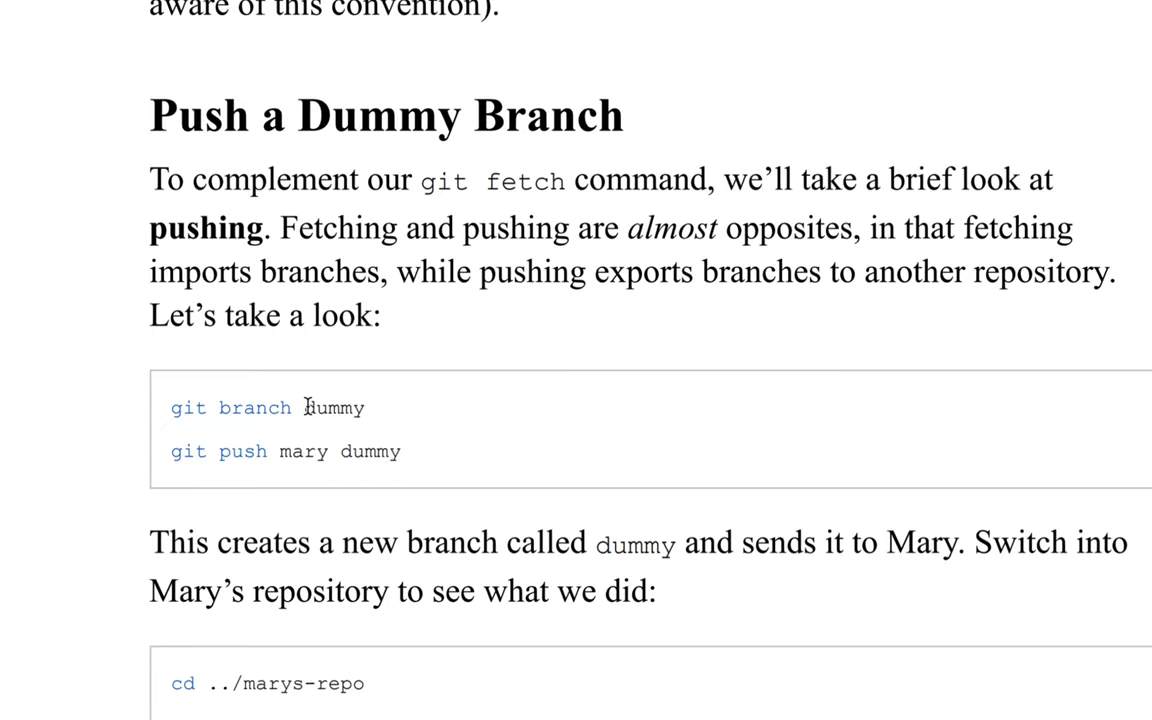 aware of this convention).
Push a Dummy Branch
To complement our git fetch command, we’ll take a brief look at
pushing. Fetching and pushing are almost opposites, in that fetching
imports branches, while pushing exports branches to another repository.
Let’s take a look:
git branch dummy
git push mary dummy
This creates a new branch called dummy and sends it to Mary. Switch into
Mary’s repository to see what we did:
cd ../marys-repo